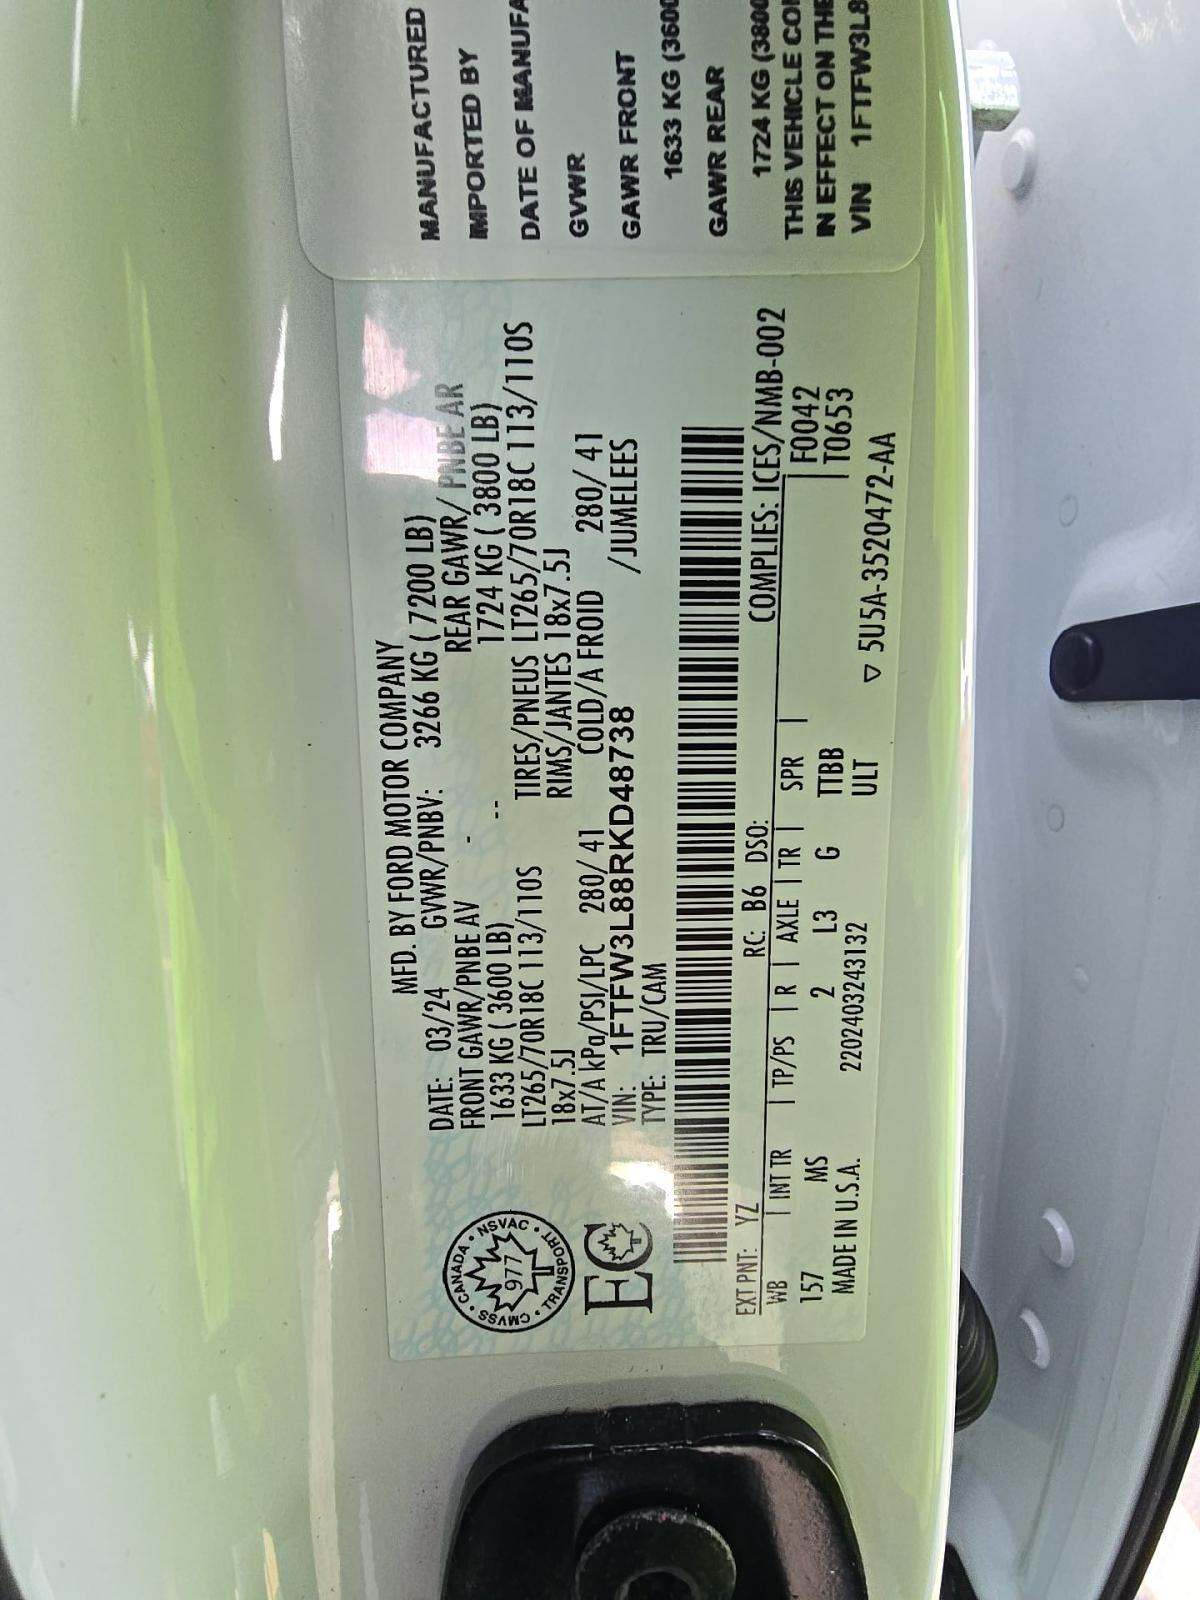 MFD. BY FORD MOTOR COMPANY
DATE: 03/24 GVWR/PNBV: 3266 KG ( 7200 LB)
FRONT GAWR/PNBE AV - REAR GAWR/ PNBE AR
1633 KG ( 3600 LB) -- 1724 KG ( 3800 LB)
LT265/70R18C 113/110S TIRES/PNEUS LT265/70R18C 113/110S
18x7.5J RIMS/JANTES 18x7.5J
AT/A kPa/PSI/LPC 280/ 41 COLD/A FROID 280/ 41
VIN: 1FTFW3L88RKD48738 /JUMELEES
TYPE: TRU/CAM
CMVSS • CANADA • NSVAC • TRANSPORT •
977
EC
COMPLIES: ICES/NMB-002
EXT PNT: YZ RC: B6 DSO: F0042
WB INT TR TP/PS R AXLE TR SPR T0653
157 MS 2 L3 G TTBB
MADE IN U.S.A. 2202403243132 ULT
▽ 5U5A-3520472-AA
MANUFACTURED
IMPORTED BY
DATE OF MANUFA
GVWR
GAWR FRONT
1633 KG (3600
GAWR REAR
1724 KG (3800
THIS VEHICLE CON
IN EFFECT ON THE
VIN 1FTFW3L8